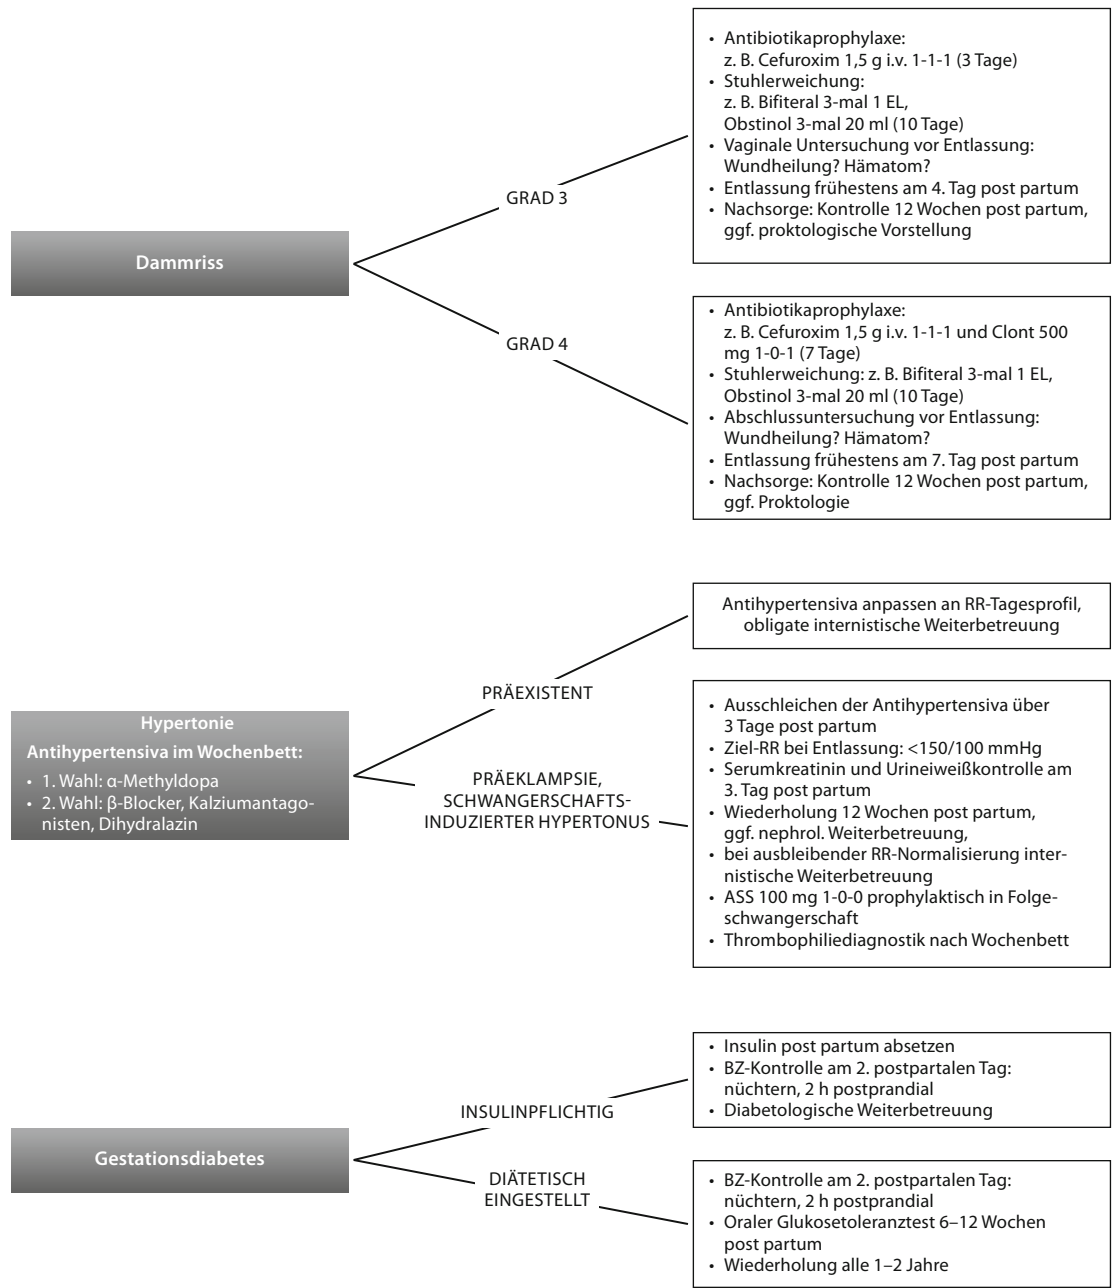 Dammriss
GRAD 3
• Antibiotikaprophylaxe:
z. B. Cefuroxim 1,5 g i.v. 1-1-1 (3 Tage)
• Stuhlerweichung:
z. B. Bifiteral 3-mal 1 EL,
Obstinol 3-mal 20 ml (10 Tage)
• Vaginale Untersuchung vor Entlassung:
Wundheilung? Hämatom?
• Entlassung frühestens am 4. Tag post partum
• Nachsorge: Kontrolle 12 Wochen post partum,
ggf. proktologische Vorstellung
GRAD 4
• Antibiotikaprophylaxe:
z. B. Cefuroxim 1,5 g i.v. 1-1-1 und Clont 500
mg 1-0-1 (7 Tage)
• Stuhlerweichung: z. B. Bifiteral 3-mal 1 EL,
Obstinol 3-mal 20 ml (10 Tage)
• Abschlussuntersuchung vor Entlassung:
Wundheilung? Hämatom?
• Entlassung frühestens am 7. Tag post partum
• Nachsorge: Kontrolle 12 Wochen post partum,
ggf. Proktologie
Hypertonie
Antihypertensiva im Wochenbett:
• 1. Wahl: α-Methyldopa
• 2. Wahl: β-Blocker, Kalziumantago-
nisten, Dihydralazin
PRÄEXISTENT
Antihypertensiva anpassen an RR-Tagesprofil,
obligate internistische Weiterbetreuung
PRÄEKLAMPSIE,
SCHWANGERSCHAFTS-
INDUZIERTER HYPERTONUS
• Ausschleichen der Antihypertensiva über
3 Tage post partum
• Ziel-RR bei Entlassung: <150/100 mmHg
• Serumkreatinin und Urineiweißkontrolle am
3. Tag post partum
• Wiederholung 12 Wochen post partum,
ggf. nephrol. Weiterbetreuung,
• bei ausbleibender RR-Normalisierung inter-
nistische Weiterbetreuung
• ASS 100 mg 1-0-0 prophylaktisch in Folge-
schwangerschaft
• Thrombophiliediagnostik nach Wochenbett
Gestationsdiabetes
INSULINPFLICHTIG
• Insulin post partum absetzen
• BZ-Kontrolle am 2. postpartalen Tag:
nüchtern, 2 h postprandial
• Diabetologische Weiterbetreuung
DIÄTETISCH
EINGESTELLT
• BZ-Kontrolle am 2. postpartalen Tag:
nüchtern, 2 h postprandial
• Oraler Glukosetoleranztest 6–12 Wochen
post partum
• Wiederholung alle 1–2 Jahre